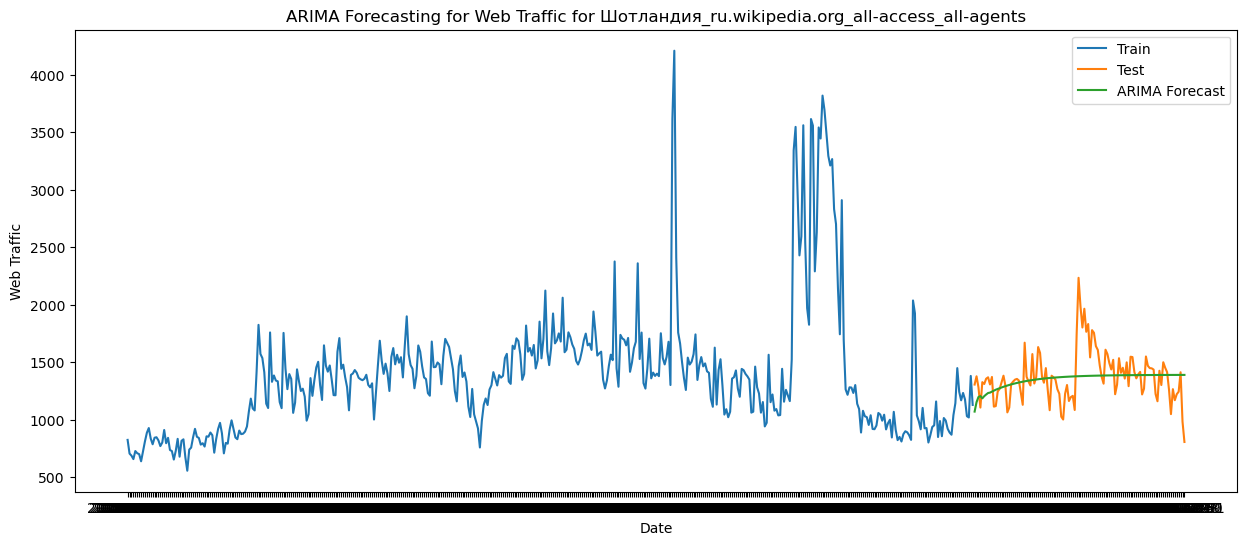 ARIMA Forecasting for Web Traffic for Шотландия_ru.wikipedia.org_all-access_all-agents
Train
Test
ARIMA Forecast
Web Traffic
4000
3500
3000
2500
2000
1500
1000
500
Date